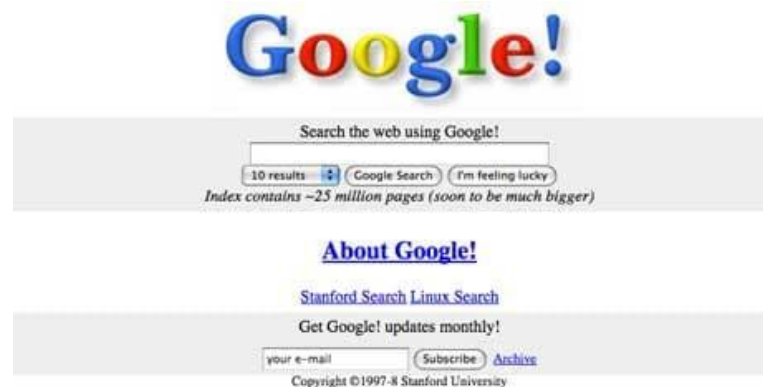 Google!
Search the web using Google!
10 results Google Search I'm feeling lucky
Index contains ~25 million pages (soon to be much bigger)
About Google!
Stanford Search Linux Search
Get Google! updates monthly!
your e-mail Subscribe Archive
Copyright ©1997-8 Stanford University